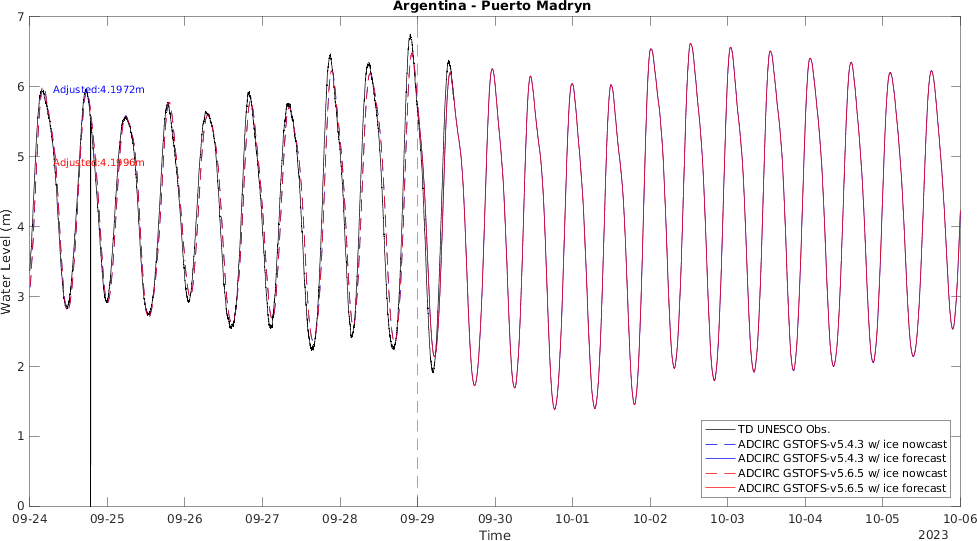 Argentina - Puerto Madryn
Water Level (m)
7
6
5
4
3
2
1
0
Adjusted:4.1972m
Adjusted:4.1996m
TD UNESCO Obs.
ADCIRC GSTOFS-v5.4.3 w/ ice nowcast
ADCIRC GSTOFS-v5.4.3 w/ ice forecast
ADCIRC GSTOFS-v5.6.5 w/ ice nowcast
ADCIRC GSTOFS-v5.6.5 w/ ice forecast
09-24 09-25 09-26 09-27 09-28 09-29 09-30 10-01 10-02 10-03 10-04 10-05 10-06
Time
2023